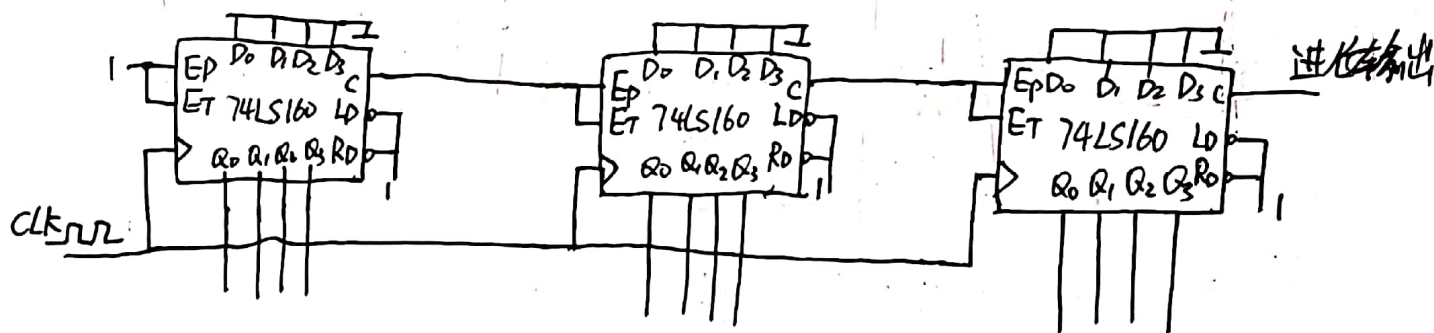 1 EP D0 D1 D2 D3 C
ET 74LS160 LD
Q0 Q1 Q2 Q3 RD 1
EP D0 D1 D2 D3 C
ET 74LS160 LD
Q0 Q1 Q2 Q3 RD 1
EP D0 D1 D2 D3 C
ET 74LS160 LD
Q0 Q1 Q2 Q3 RD 1
进位输出
CLK